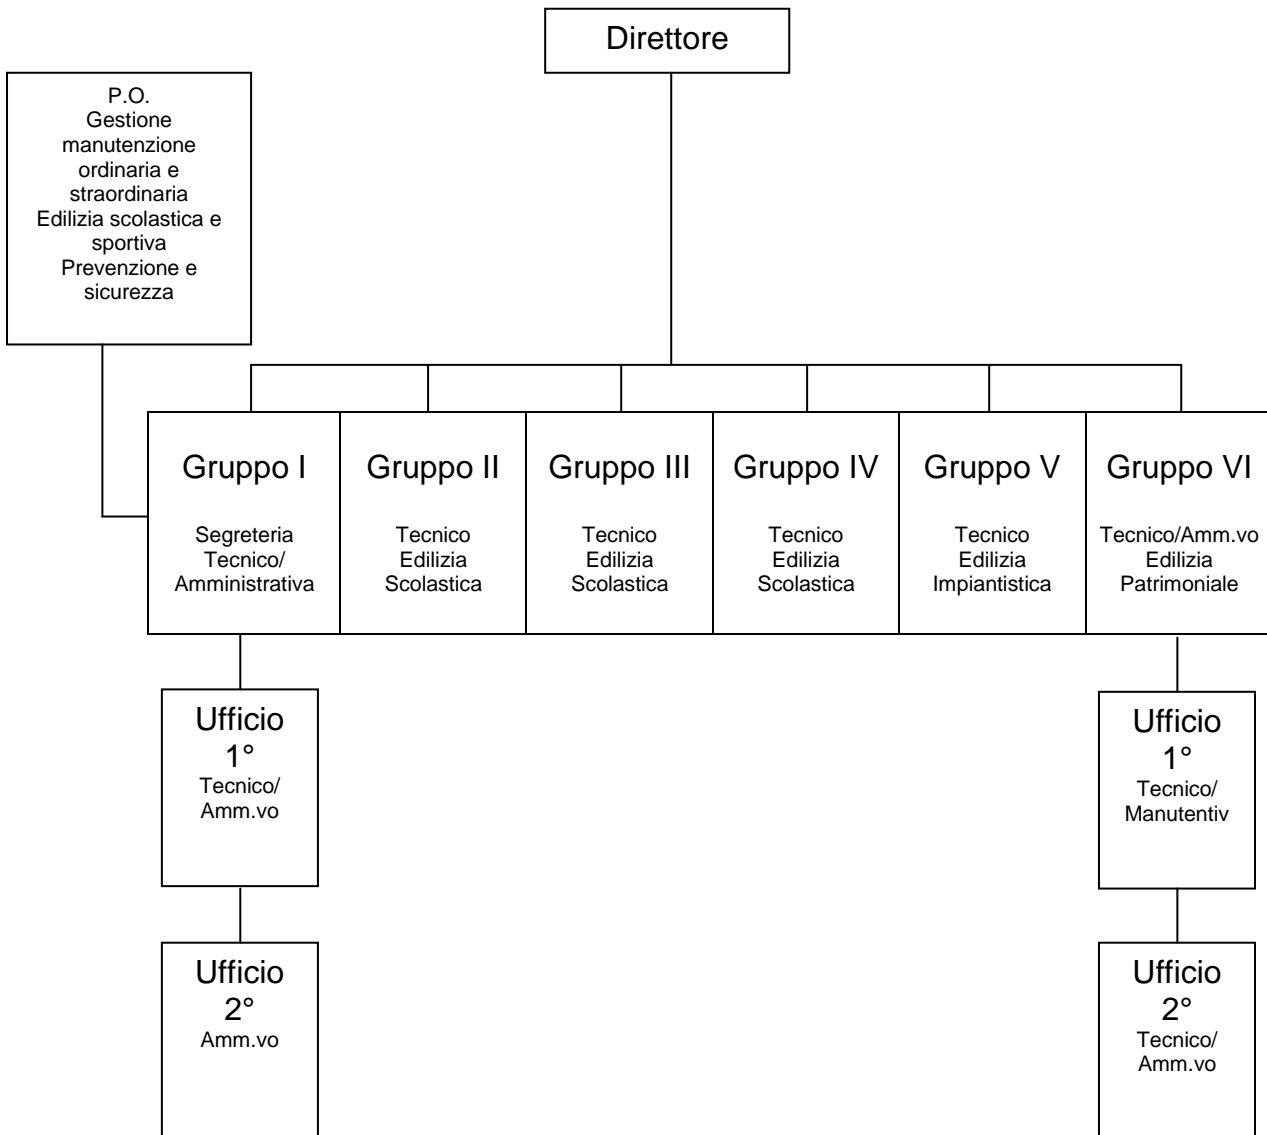 Direttore
P.O.
Gestione
manutenzione
ordinaria e
straordinaria
Edilizia scolastica e
sportiva
Prevenzione e
sicurezza
Gruppo I
Segreteria
Tecnico/
Amministrativa
Gruppo II
Tecnico
Edilizia
Scolastica
Gruppo III
Tecnico
Edilizia
Scolastica
Gruppo IV
Tecnico
Edilizia
Scolastica
Gruppo V
Tecnico
Edilizia
Impiantistica
Gruppo VI
Tecnico/Amm.vo
Edilizia
Patrimoniale
Ufficio
1°
Tecnico/
Amm.vo
Ufficio
1°
Tecnico/
Manutentiv
Ufficio
2°
Amm.vo
Ufficio
2°
Tecnico/
Amm.vo